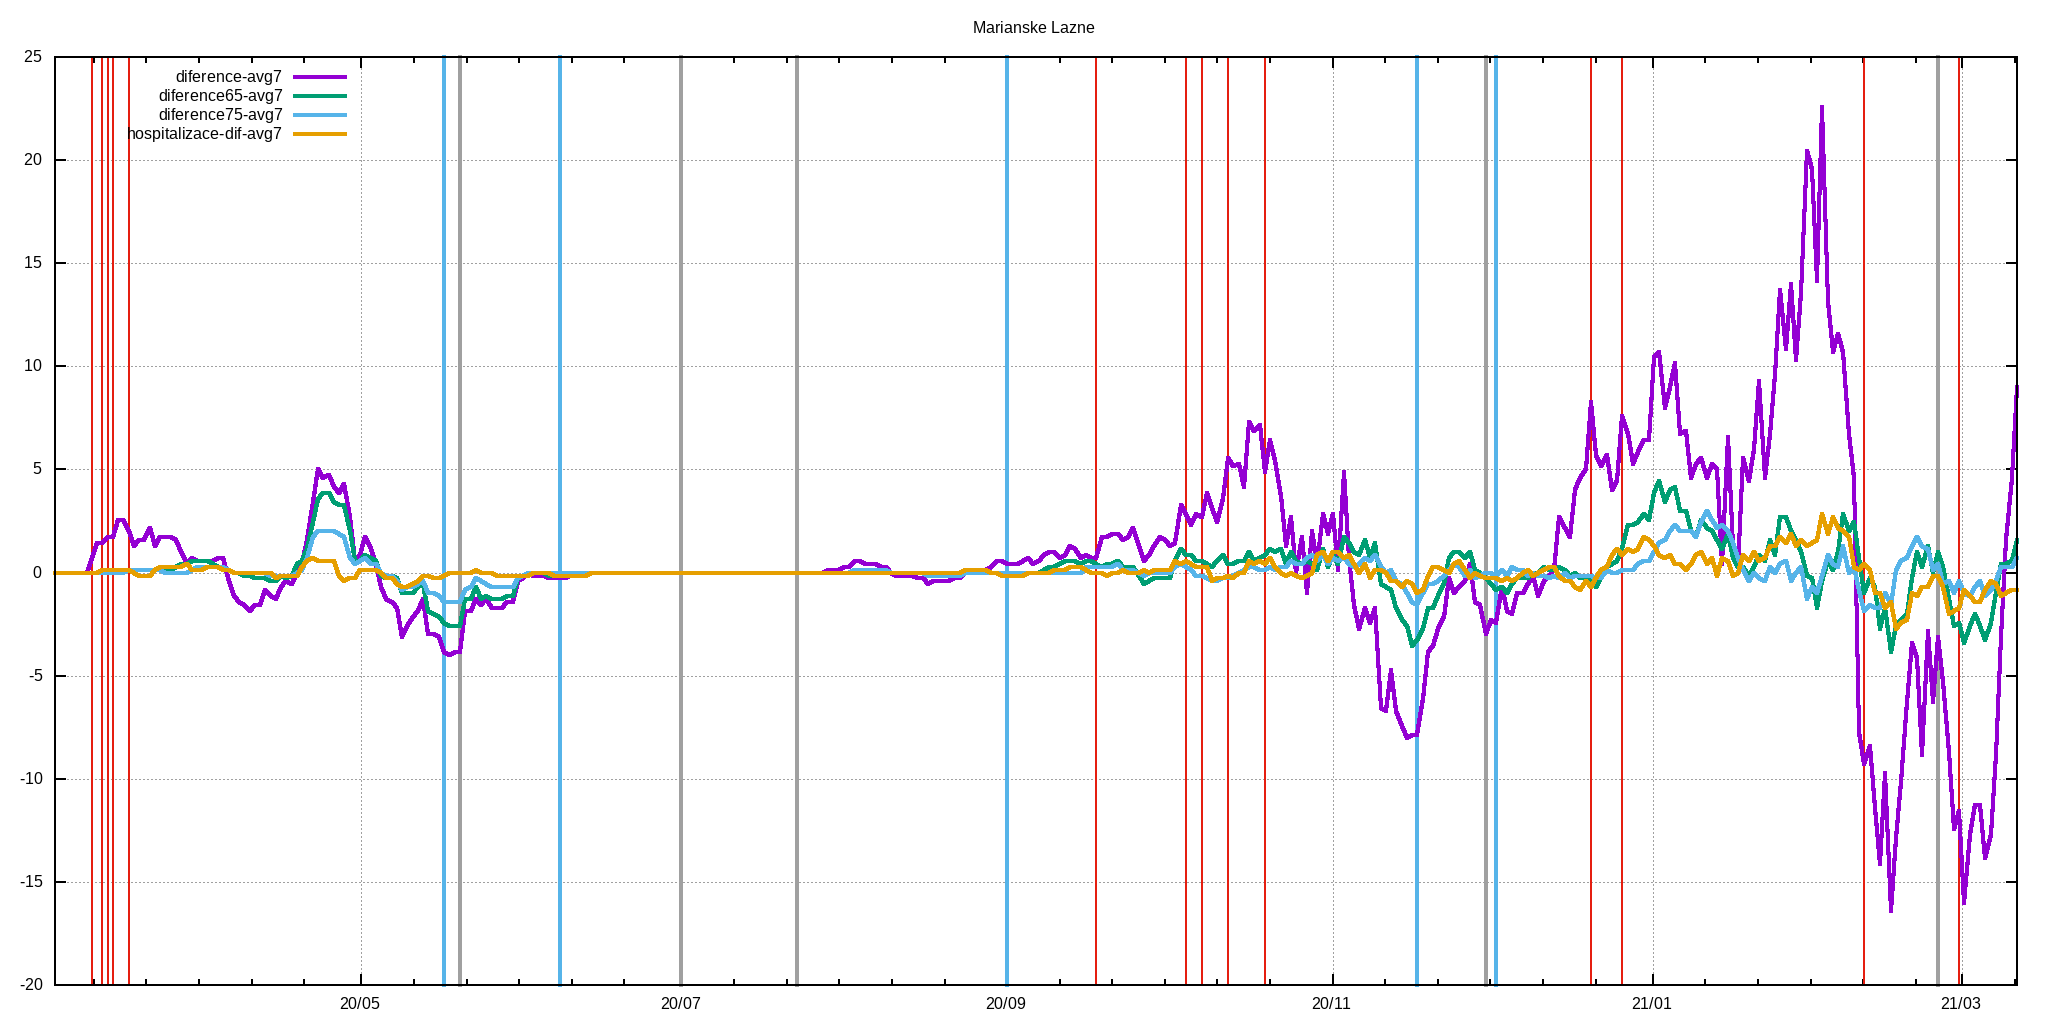 Marianske Lazne
diference-avg7
diference65-avg7
diference75-avg7
hospitalizace-dif-avg7
25
20
15
10
5
0
-5
-10
-15
-20
20/05 20/07 20/09 20/11 21/01 21/03